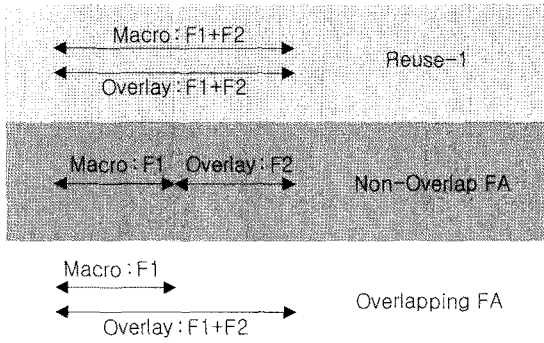 Macro : F1+F2
Reuse-1
Overlay : F1+F2
Macro : F1 Overlay : F2
Non-Overlap FA
Macro : F1
Overlapping FA
Overlay : F1+F2